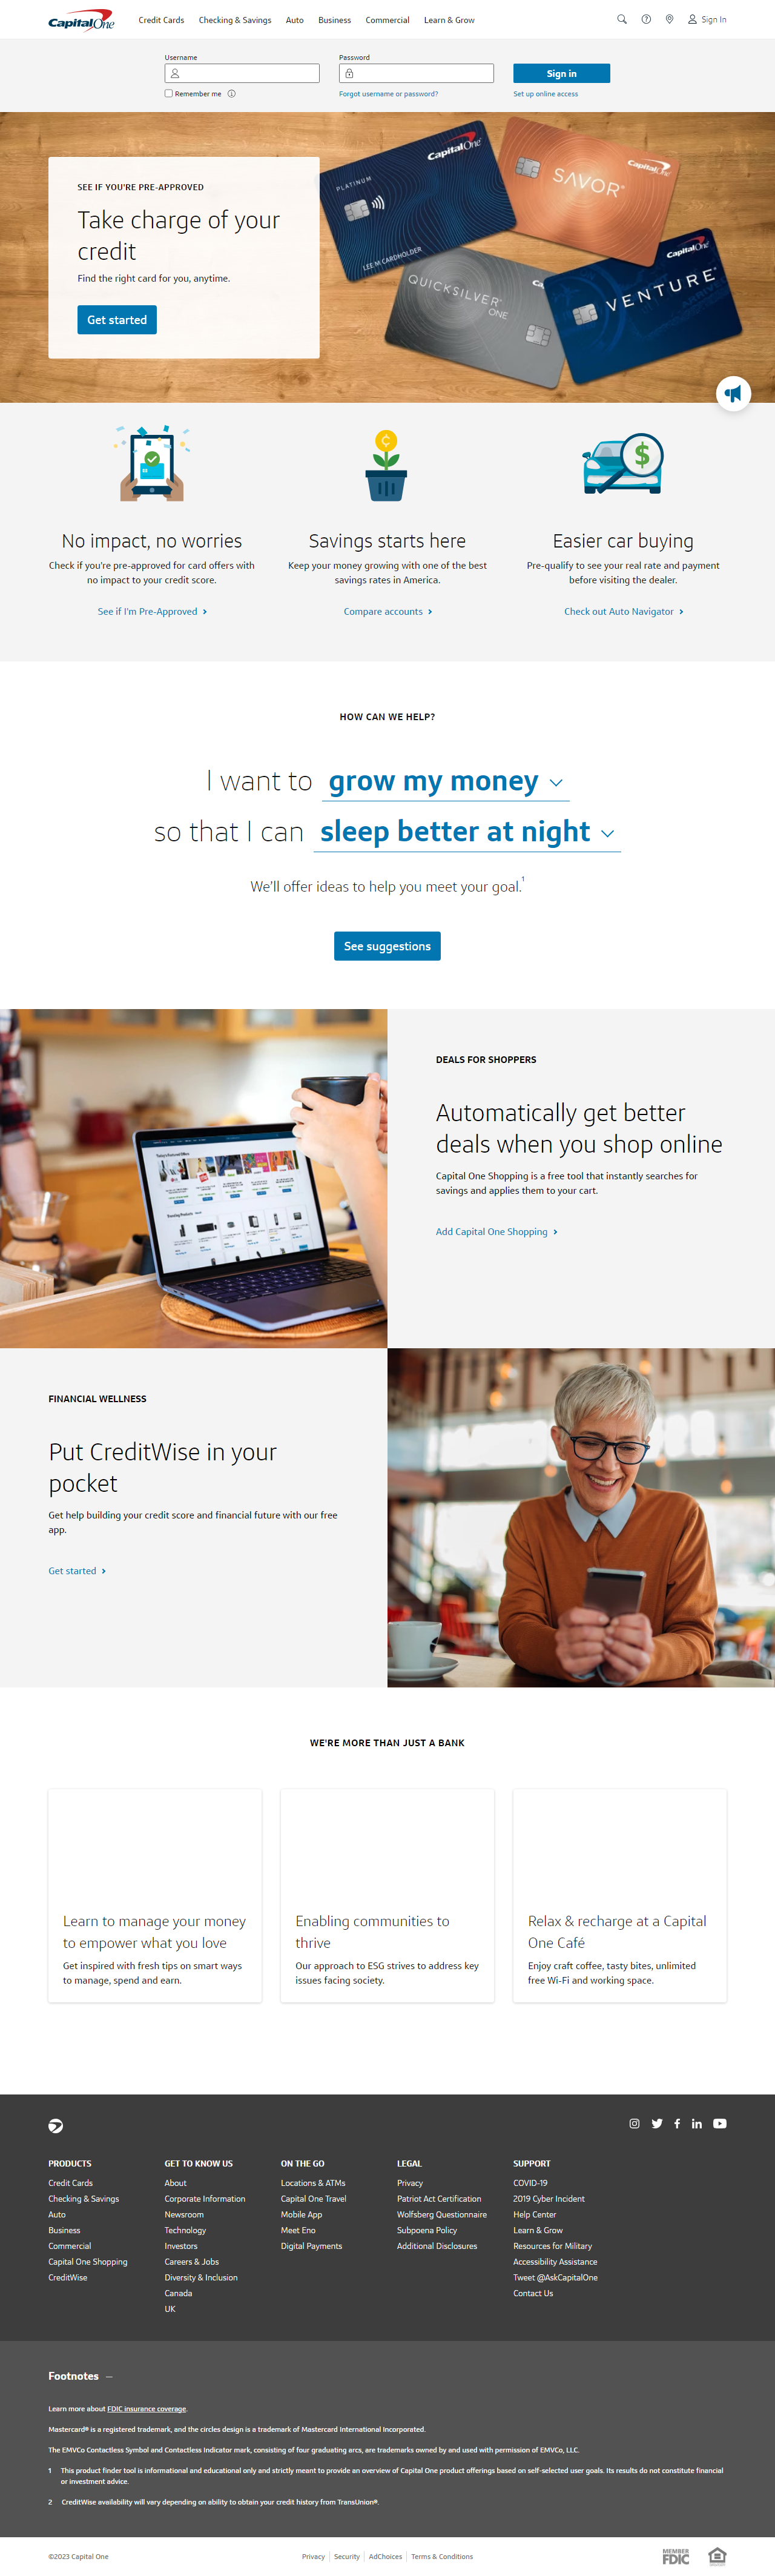 Capital One
Credit Cards Checking & Savings Auto Business Commercial Learn & Grow
Sign In
Username
Password
Sign in
Remember me
Forgot username or password?
Set up online access
SEE IF YOU'RE PRE-APPROVED
Take charge of your
credit
Find the right card for you, anytime.
Get started
PLATINUM
Capital One
LEE M CARDHOLDER
SAVOR®
Capital One
QUICKSILVER®
ONE
VENTURE®
Capital One
No impact, no worries
Check if you're pre-approved for card offers with
no impact to your credit score.
See if I'm Pre-Approved
Savings starts here
Keep your money growing with one of the best
savings rates in America.
Compare accounts
Easier car buying
Pre-qualify to see your real rate and payment
before visiting the dealer.
Check out Auto Navigator
HOW CAN WE HELP?
I want to grow my money
so that I can sleep better at night
We'll offer ideas to help you meet your goal.1
See suggestions
DEALS FOR SHOPPERS
Automatically get better
deals when you shop online
Capital One Shopping is a free tool that instantly searches for
savings and applies them to your cart.
Add Capital One Shopping
FINANCIAL WELLNESS
Put CreditWise in your
pocket
Get help building your credit score and financial future with our free
app.
Get started
WE'RE MORE THAN JUST A BANK
Learn to manage your money
to empower what you love
Get inspired with fresh tips on smart ways
to manage, spend and earn.
Enabling communities to
thrive
Our approach to ESG strives to address key
issues facing society.
Relax & recharge at a Capital
One Café
Enjoy craft coffee, tasty bites, unlimited
free Wi-Fi and working space.
PRODUCTS
Credit Cards
Checking & Savings
Auto
Business
Commercial
Capital One Shopping
CreditWise
GET TO KNOW US
About
Corporate Information
Newsroom
Technology
Investors
Careers & Jobs
Diversity & Inclusion
Canada
UK
ON THE GO
Locations & ATMs
Capital One Travel
Mobile App
Meet Eno
Digital Payments
LEGAL
Privacy
Patriot Act Certification
Wolfsberg Questionnaire
Subpoena Policy
Additional Disclosures
SUPPORT
COVID-19
2019 Cyber Incident
Help Center
Learn & Grow
Resources for Military
Accessibility Assistance
Tweet @AskCapitalOne
Contact Us
Footnotes —
Learn more about FDIC insurance coverage.
Mastercard® is a registered trademark, and the circles design is a trademark of Mastercard International Incorporated.
The EMVCo Contactless Symbol and Contactless Indicator mark, consisting of four graduating arcs, are trademarks owned by and used with permission of EMVCo, LLC.
1 This product finder tool is informational and educational only and strictly meant to provide an overview of Capital One product offerings based on self-selected user goals. Its results do not constitute financial
or investment advice.
2 CreditWise availability will vary depending on ability to obtain your credit history from TransUnion®.
©2023 Capital One
Privacy Security AdChoices Terms & Conditions
MEMBER
FDIC